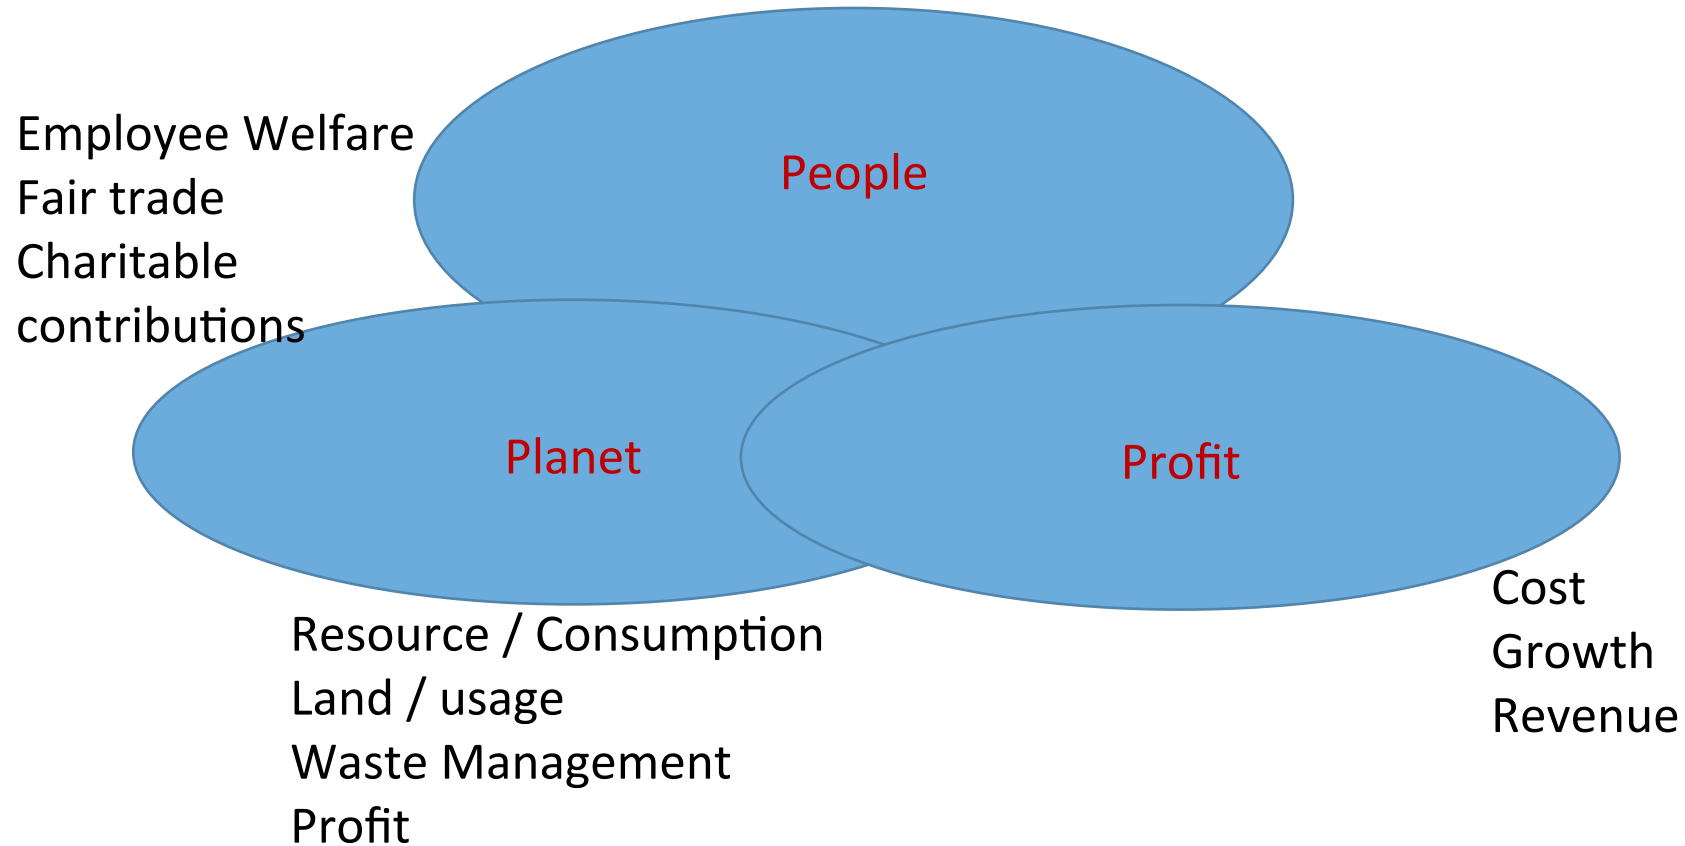 People
Employee Welfare
Fair trade
Charitable
contributions
Planet
Profit
Resource / Consumption
Land / usage
Waste Management
Profit
Cost
Growth
Revenue